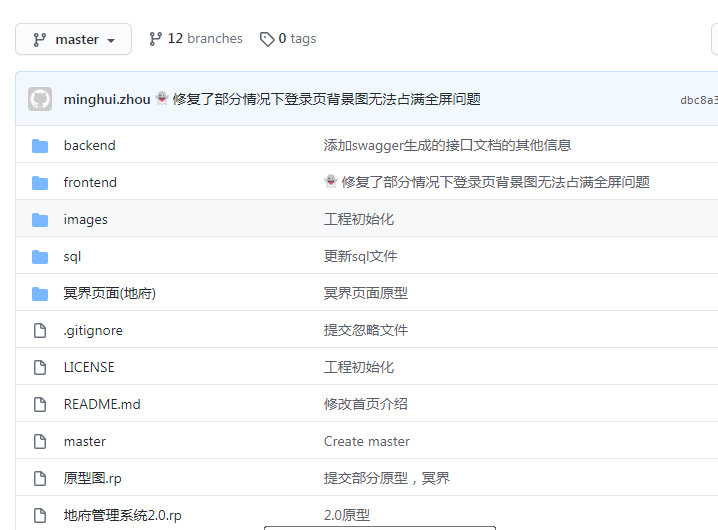 master 12 branches 0 tags
minghui.zhou 👻 修复了部分情况下登录页背景图无法占满全屏问题 dbc8a3
backend 添加swagger生成的接口文档的其他信息
frontend 👻 修复了部分情况下登录页背景图无法占满全屏问题
images 工程初始化
sql 更新sql文件
冥界页面(地府) 冥界页面原型
.gitignore 提交忽略文件
LICENSE 工程初始化
README.md 修改首页介绍
master Create master
原型图.rp 提交部分原型，冥界
地府管理系统2.0.rp 2.0原型